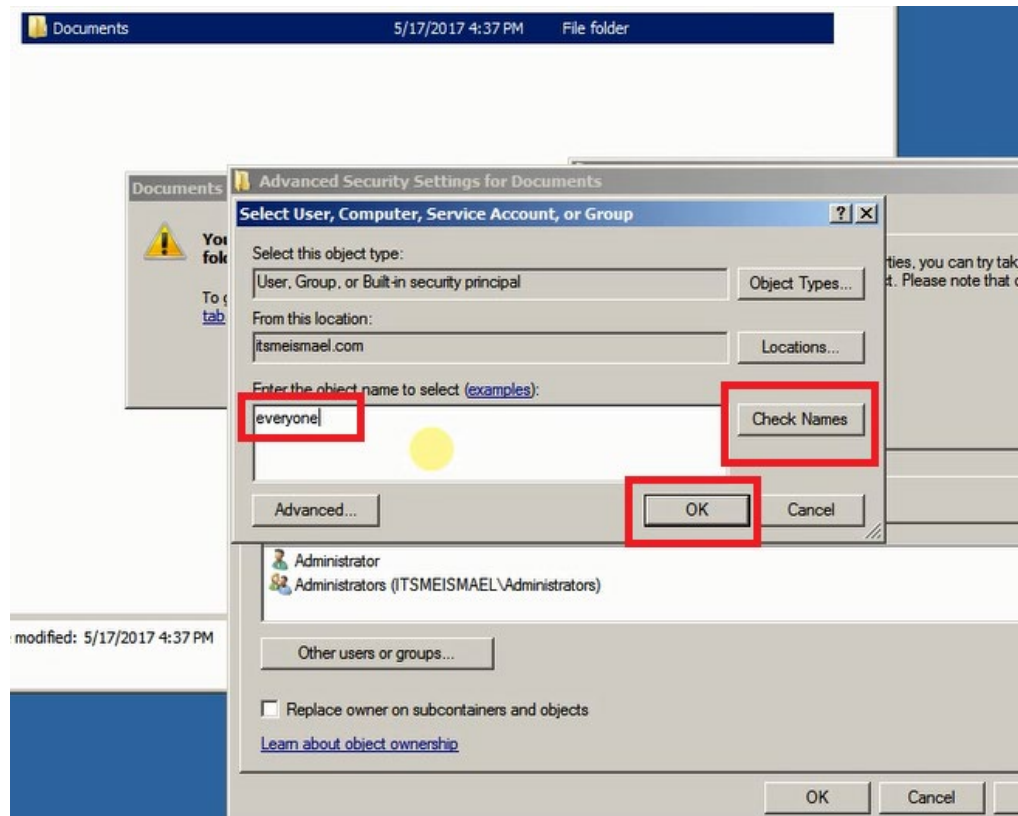 Documents 5/17/2017 4:37 PM File folder
Documents
Advanced Security Settings for Documents
Select User, Computer, Service Account, or Group
Select this object type:
User, Group, or Built-in security principal
Object Types...
From this location:
itsmeismael.com
Locations...
Enter the object name to select (examples):
everyone
Check Names
Advanced...
OK
Cancel
You
To
tab
ties, you can try tak
t. Please note that
Administrator
Administrators (ITSMEISMAEL\Administrators)
modified: 5/17/2017 4:37 PM
Other users or groups...
Replace owner on subcontainers and objects
Learn about object ownership
OK
Cancel